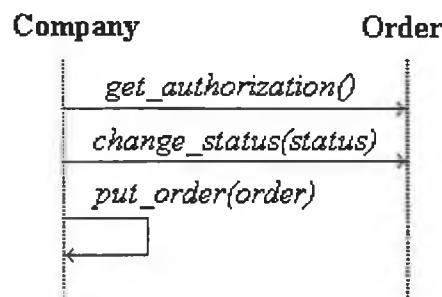 Company Order
get_authorization()
change_status(status)
put_order(order)